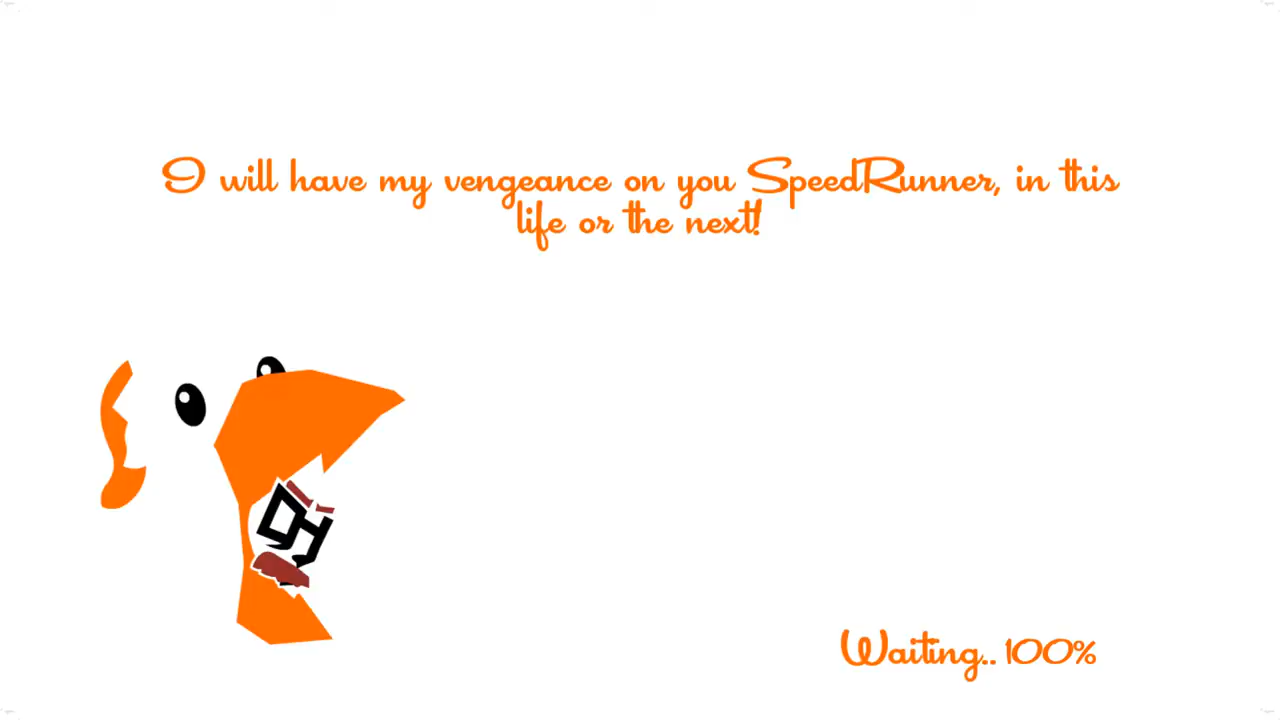 I will have my vengeance on you SpeedRunner, in this
life or the next!
Waiting.. 100%